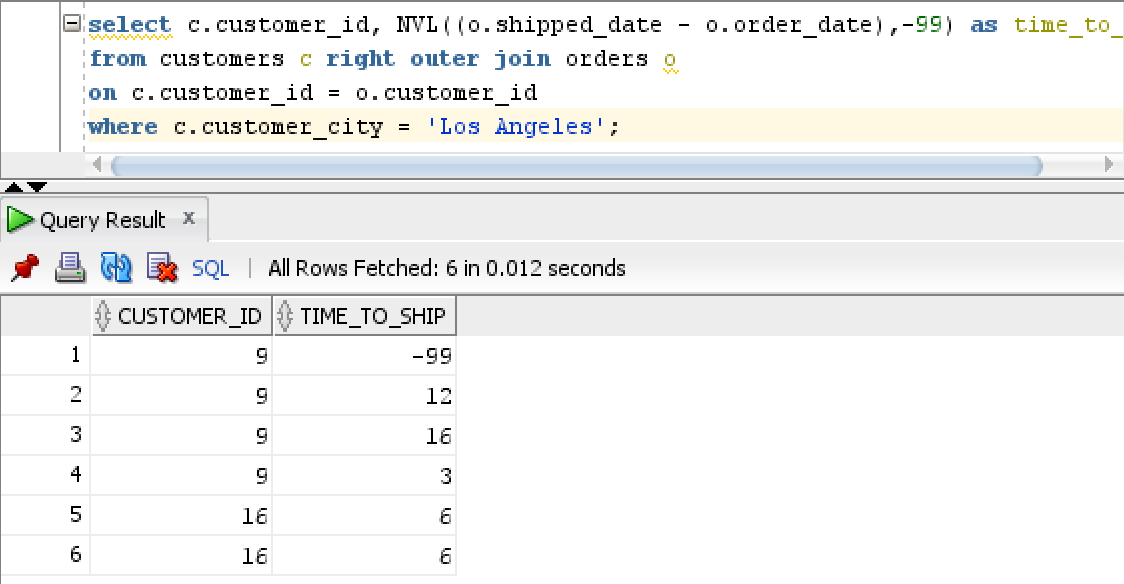 select c.customer_id, NVL((o.shipped_date - o.order_date),-99) as time_to_
from customers c right outer join orders o
on c.customer_id = o.customer_id
where c.customer_city = 'Los Angeles';
Query Result x
SQL | All Rows Fetched: 6 in 0.012 seconds
CUSTOMER_ID TIME_TO_SHIP
1 9 -99
2 9 12
3 9 16
4 9 3
5 16 6
6 16 6